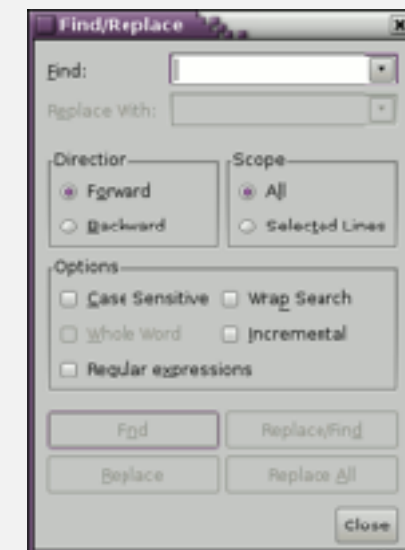 Find/Replace
Find:
Replace With:
Direction
Scope
Forward
All
Backward
Selected Lines
Options
Case Sensitive
Wrap Search
Whole Word
Incremental
Regular expressions
Find
Replace/Find
Replace
Replace All
Close